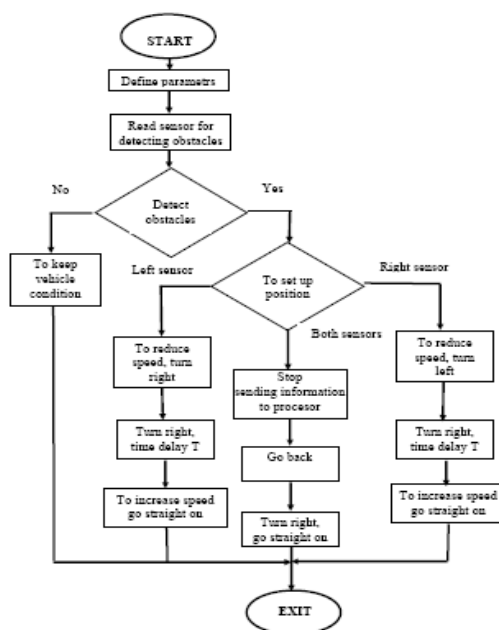 START
Define parametrs
Read sensor for
detecting obstacles
No
Yes
Detect
obstacles
To keep
vehicle
condition
Left sensor
To set up
position
Right sensor
Both sensors
To reduce
speed, turn
right
Stop
sending information
to procesor
To reduce
speed, turn
left
Turn right,
time delay T
Go back
Turn right,
time delay T
To increase speed
go straight on
Turn right,
go straight on
To increase speed
go straight on
EXIT